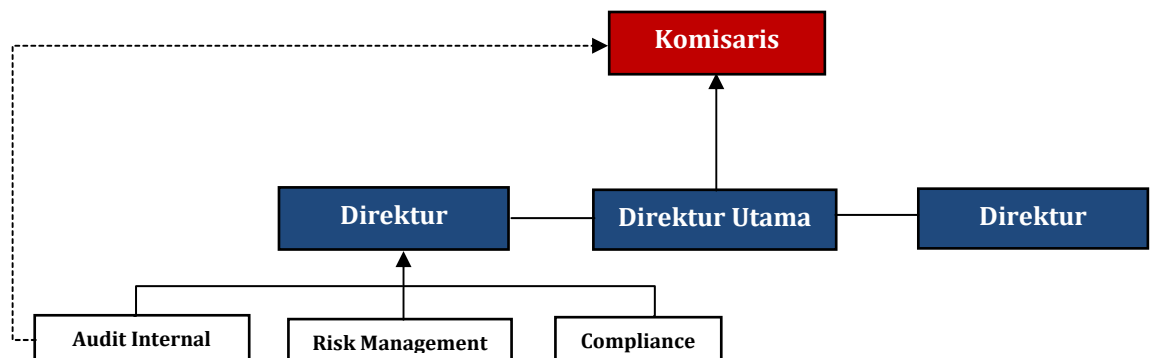 Komisaris
Direktur
Direktur Utama
Direktur
Audit Internal
Risk Management
Compliance